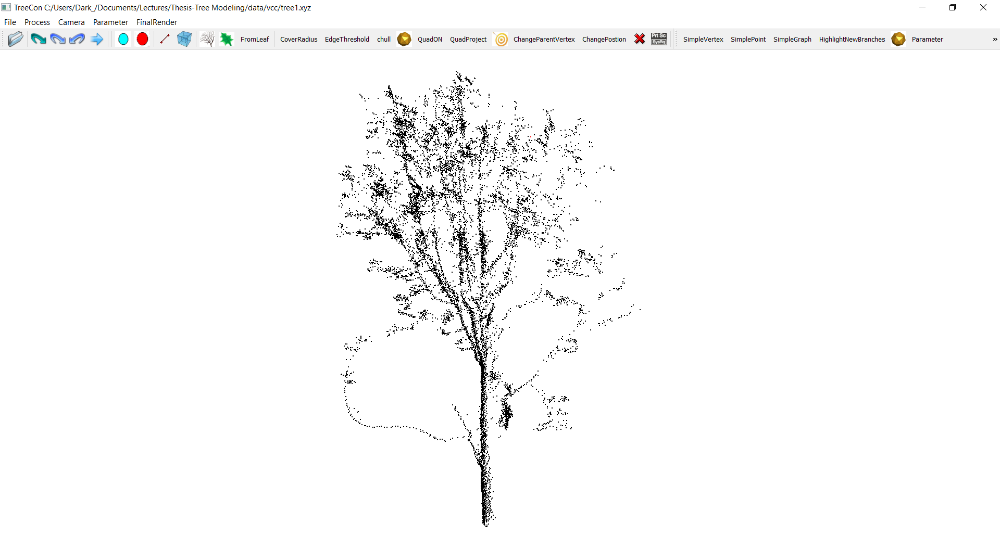 TreeCon C:/Users/Dark_/Documents/Lectures/Thesis-Tree Modeling/data/vcc/tree1.xyz
File Process Camera Parameter FinalRender
FromLeaf CoverRadius EdgeThreshold chull QuadON QuadProject ChangeParentVertex ChangePostion Prt Sc SysRq SimpleVertex SimplePoint SimpleGraph HighlightNewBranches Parameter »